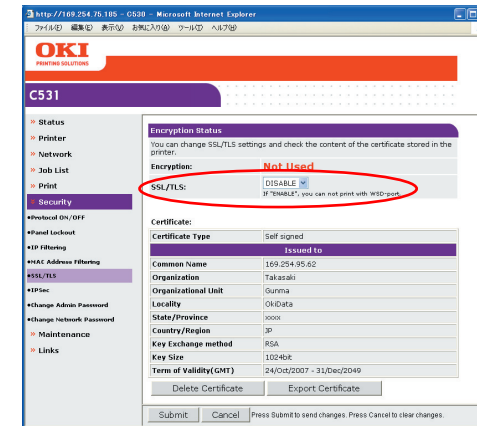 http://169.254.75.105 - C530 - Microsoft Internet Explorer
ファイル(F) 編集(E) 表示(V) お気に入り(A) ツール(T) ヘルプ(H)
OKI
PRINTING SOLUTIONS
C531
» Status
» Printer
» Network
» Job List
» Print
» Security
•Protocol ON/OFF
•Panel Lockout
•IP Filtering
•MAC Address Filtering
•SSL/TLS
•IPSec
•Change Admin Password
•Change Network Password
» Maintenance
» Links
Encryption Status
You can change SSL/TLS settings and check the content of the certificate stored in the
printer.
Encryption: Not Used
SSL/TLS: DISABLE
If "ENABLE", you can not print with WSD-port.
Certificate:
Certificate Type Self signed
Issued to
Common Name 169.254.95.62
Organization Takasaki
Organizational Unit Gunma
Locality OkiData
State/Province xxxx
Country/Region JP
Key Exchange method RSA
Key Size 1024bit
Term of Validity(GMT) 24/Oct/2007 - 31/Dec/2049
Delete Certificate Export Certificate
Submit Cancel Press Submit to send changes. Press Cancel to clear changes.